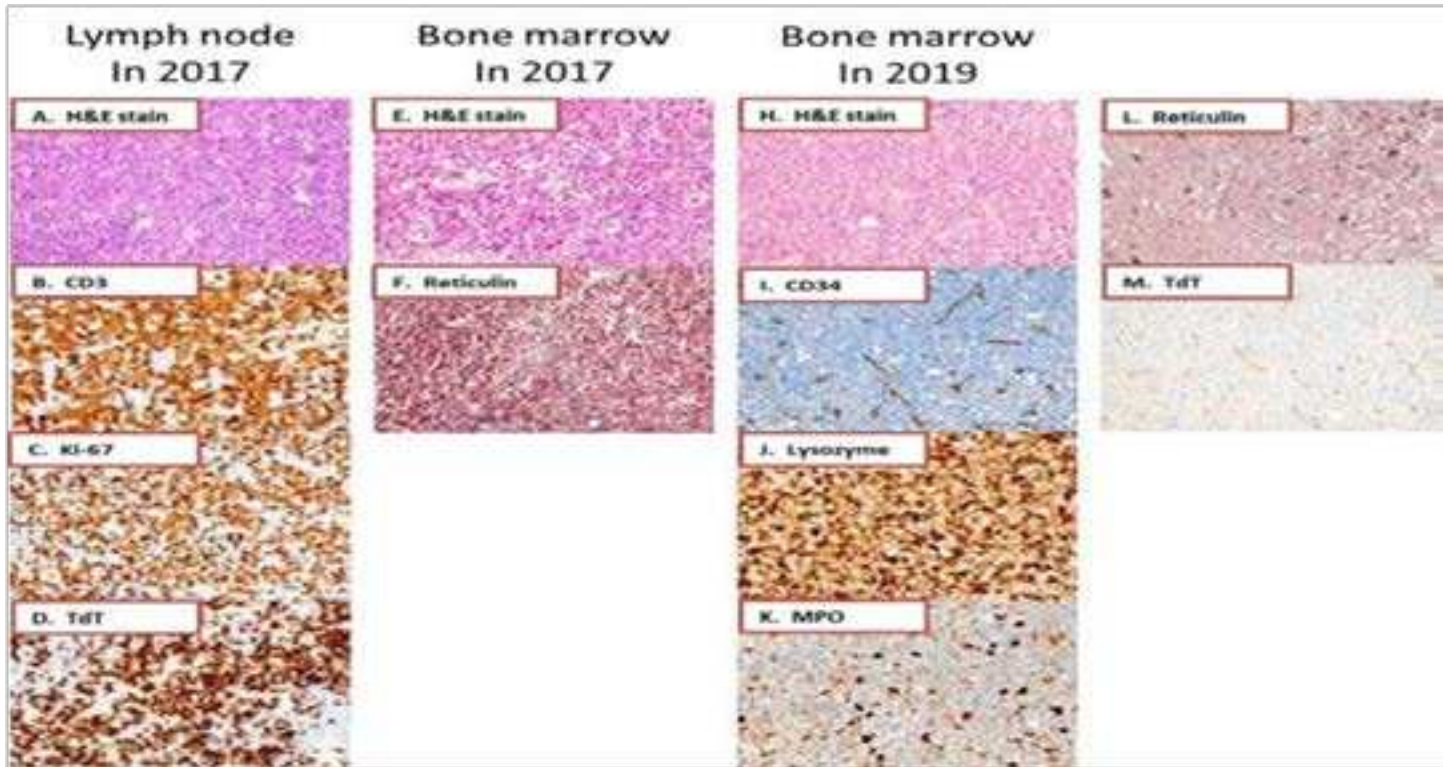 Lymph node
In 2017
Bone marrow
In 2017
Bone marrow
In 2019
A. H&E stain
B. CD3
C. Ki-67
D. TdT
E. H&E stain
F. Reticulin
H. H&E stain
I. CD34
J. Lysozyme
K. MPO
L. Reticulin
M. TdT